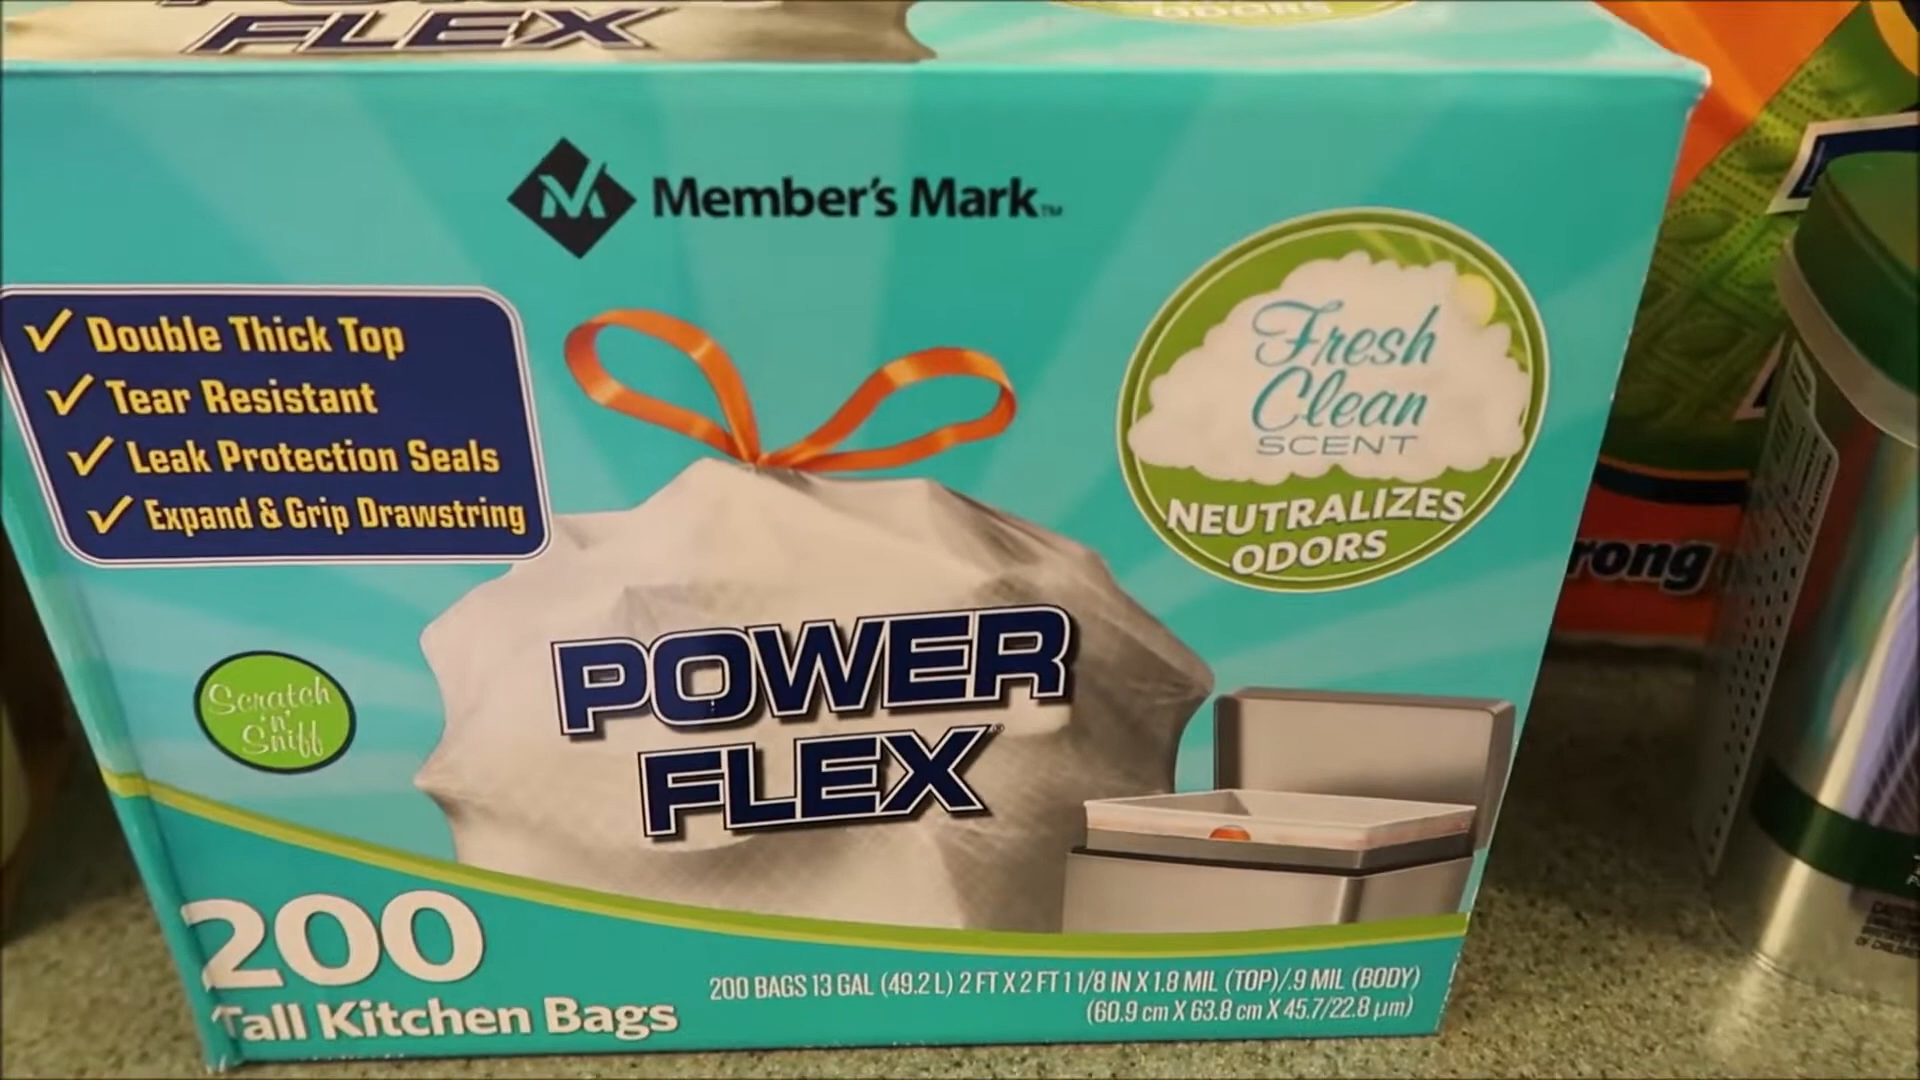 FLEX
ODORS
Member's Mark™
✓ Double Thick Top
✓ Tear Resistant
✓ Leak Protection Seals
✓ Expand & Grip Drawstring
Fresh
Clean
SCENT
NEUTRALIZES
ODORS
Scratch
'n'
Sniff
POWER
FLEX®
200
Tall Kitchen Bags
200 BAGS 13 GAL (49.2 L) 2 FT X 2 FT 1 1/8 IN X 1.8 MIL (TOP)/.9 MIL (BODY)
(60.9 cm X 63.8 cm X 45.7/22.8 µm)
rong